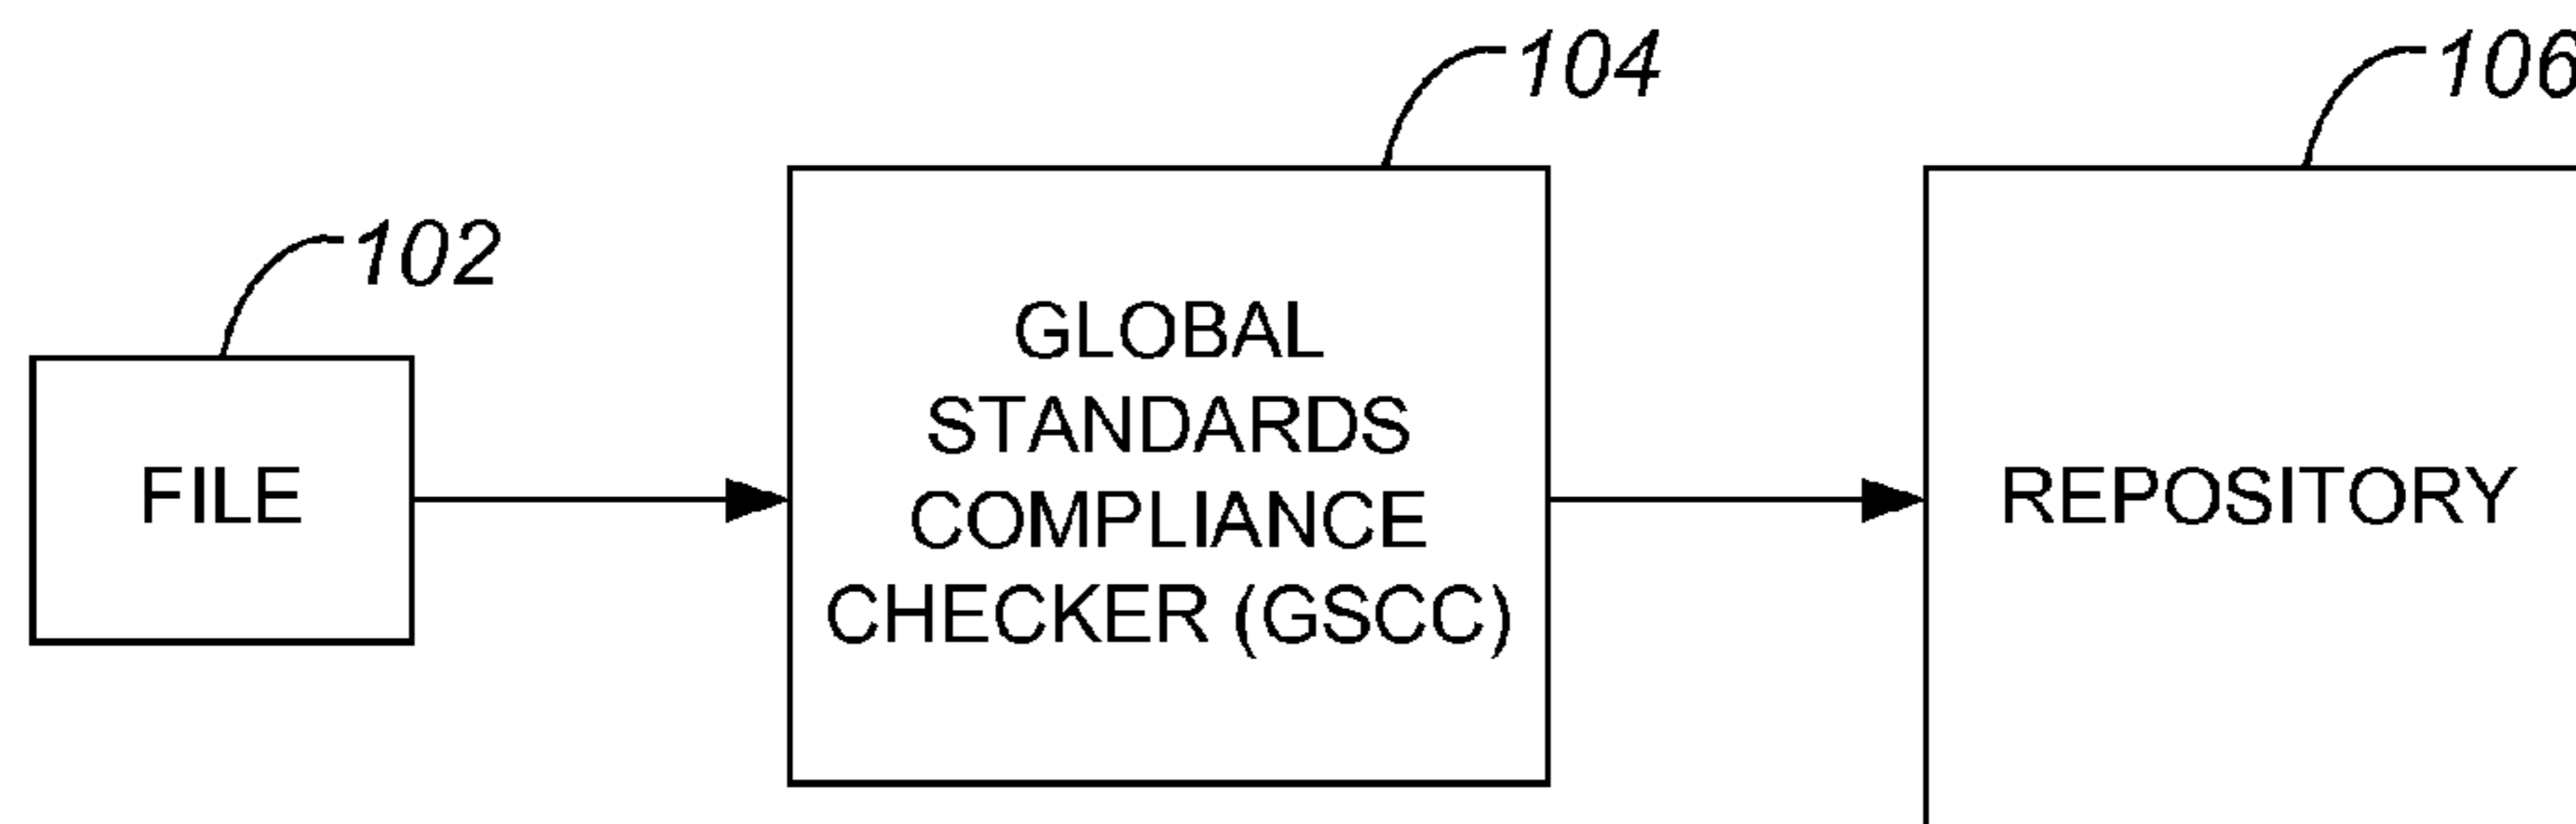 104
106
102
GLOBAL
STANDARDS
COMPLIANCE
CHECKER (GSCC)
FILE
REPOSITORY